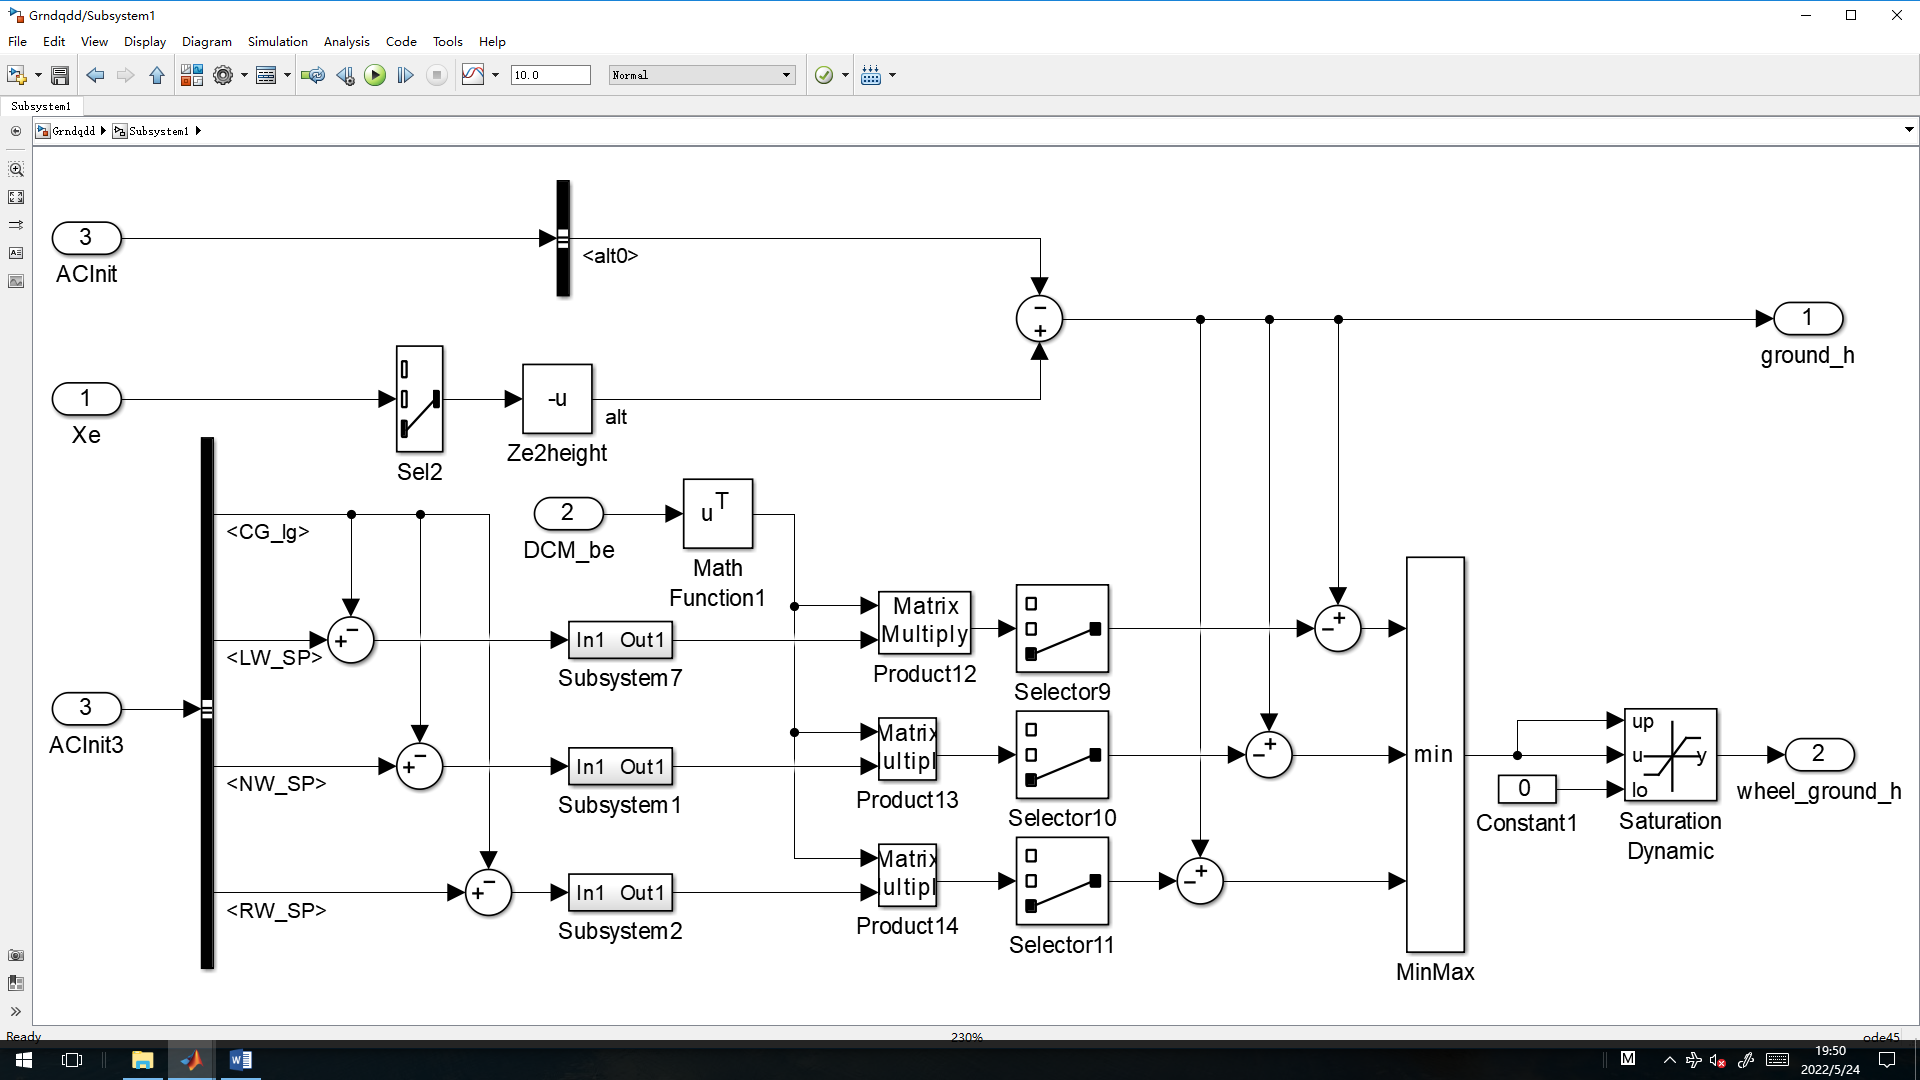 Grndqdd/Subsystem1
File Edit View Display Diagram Simulation Analysis Code Tools Help
10.0 Normal
Subsystem1
Grndqdd Subsystem1
3
ACInit
<alt0>
−
+
1
ground_h
1
Xe
Sel2
-u
Ze2height
alt
2
DCM_be
u^T
Math
Function1
<CG_lg>
+ −
<LW_SP>
In1 Out1
Subsystem7
Matrix
Multiply
Product12
Selector9
− +
3
ACInit3
+ −
<NW_SP>
In1 Out1
Subsystem1
Matrix
ultipl
Product13
Selector10
− +
+ −
<RW_SP>
In1 Out1
Subsystem2
Matrix
ultipl
Product14
Selector11
− +
min
MinMax
0
Constant1
up
u y
lo
Saturation
Dynamic
2
wheel_ground_h
Ready 230% ode45
M
19:50
2022/5/24